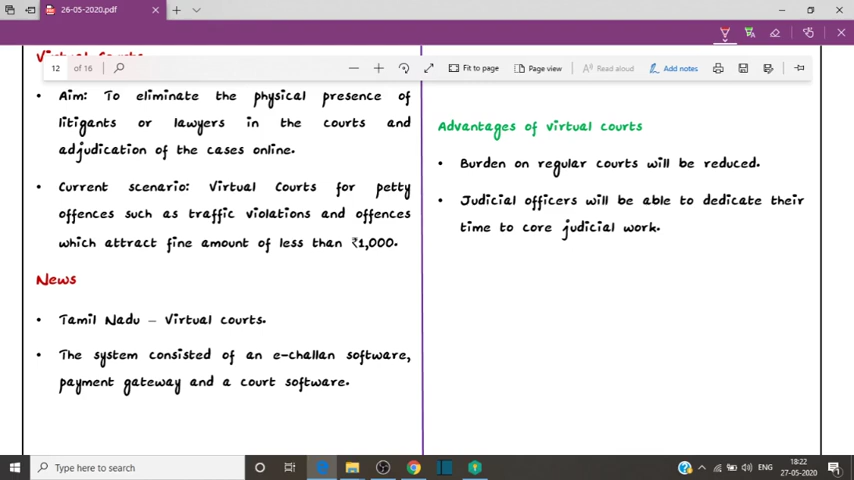 26-05-2020.pdf
Virtual Courts
12 of 16
Fit to page
Page view
Read aloud
Add notes
• Aim: To eliminate the physical presence of
litigants or lawyers in the courts and
adjudication of the cases online.
• Current scenario: Virtual Courts for petty
offences such as traffic violations and offences
which attract fine amount of less than ₹1,000.
News
• Tamil Nadu – Virtual courts.
• The system consisted of an e-challan software,
payment gateway and a court software.
Advantages of virtual courts
• Burden on regular courts will be reduced.
• Judicial officers will be able to dedicate their
time to core judicial work.
Type here to search
ENG
18:22
27-05-2020